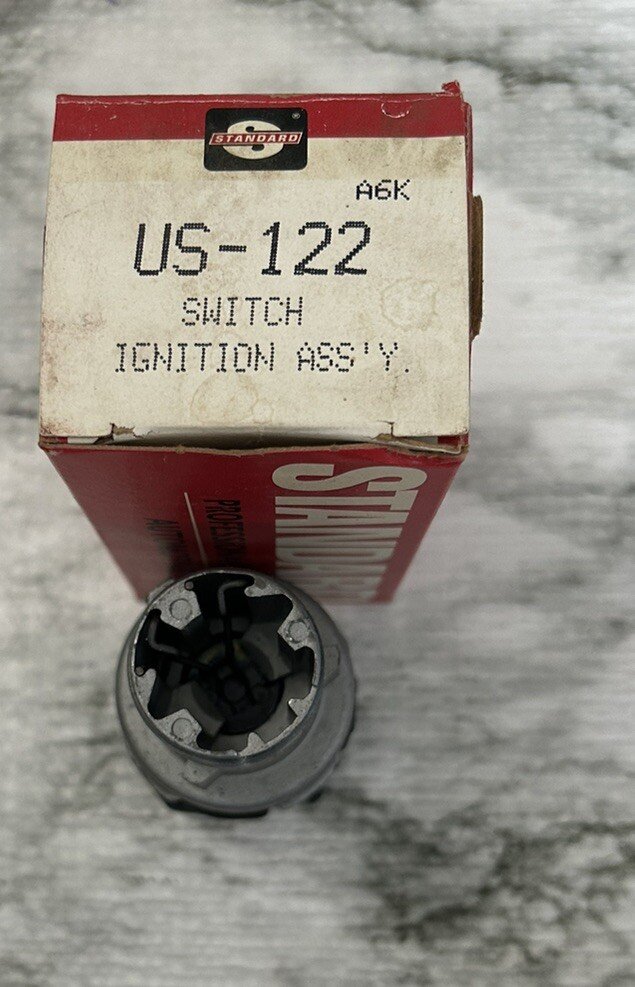 STANDARD®
A6K
US-122
SWITCH
IGNITION ASS'Y.
STANDARD